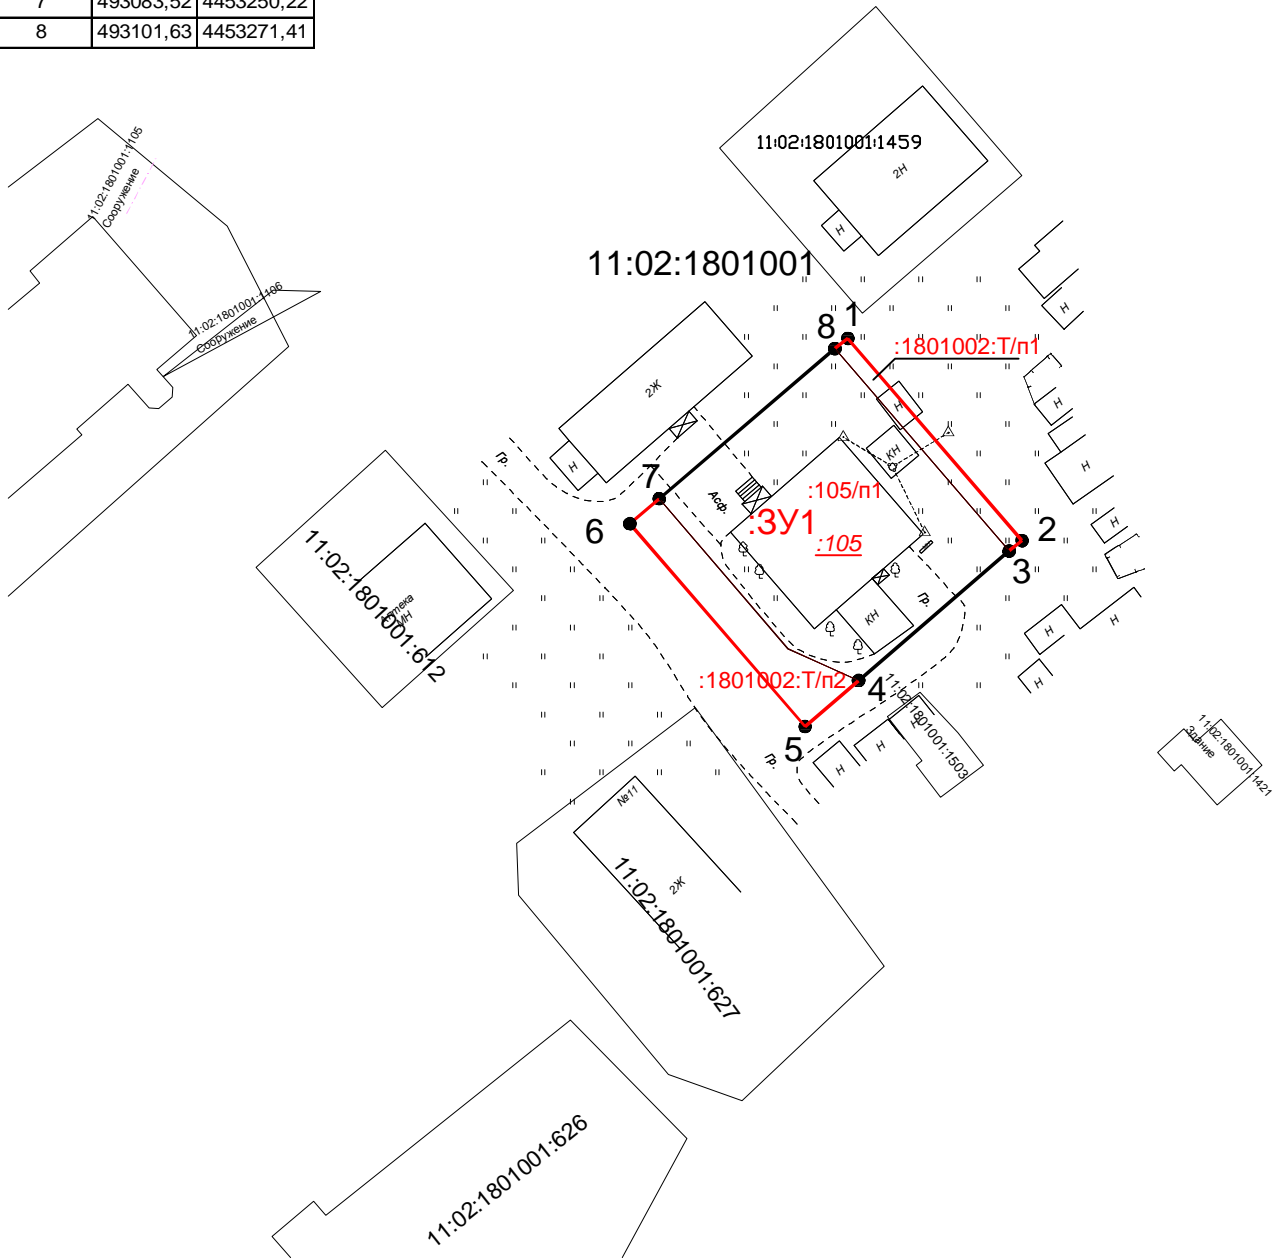 7 493083,52 4453250,22
8 493101,63 4453271,41
11:02:1801001:1105
Сооружение
11:02:1801001:1459
2Н
Н
11:02:1801001
11:02:1801001:1106
Сооружение
Н
8 1
:1801002:Т/п1
2Ж
Н
Н
Н
КН
Гр.
7
Н
Н
Асф.
:105/п1
:ЗУ1
:105
6
2
3
Н
11:02:1801001:612
МН
Гр.
КН
Н
Н
:1801002:Т/п2
4
Н
5
11:02:1801001:1503
Н
Н
Н
Гр.
11:02:1801001:1421
Здание
№11
2Ж
11:02:1801001:627
11:02:1801001:626